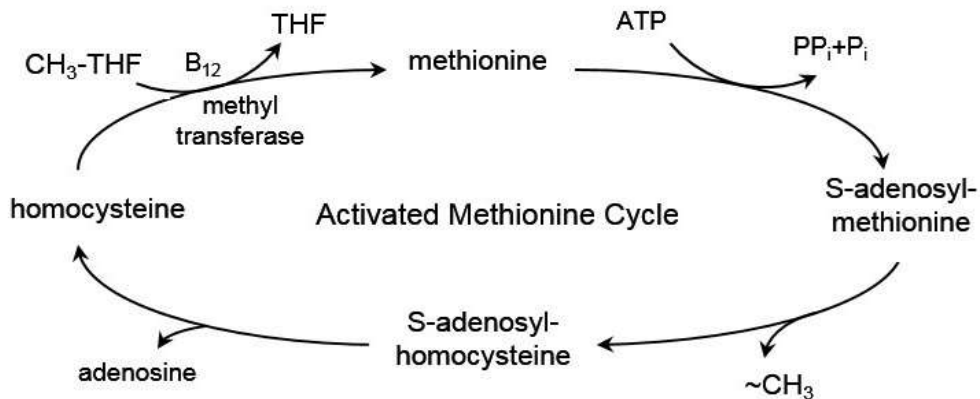 THF
ATP
CH₃-THF
B₁₂
methionine
PPᵢ+Pᵢ
methyl
transferase
homocysteine
Activated Methionine Cycle
S-adenosyl-
methionine
S-adenosyl-
homocysteine
adenosine
~CH₃